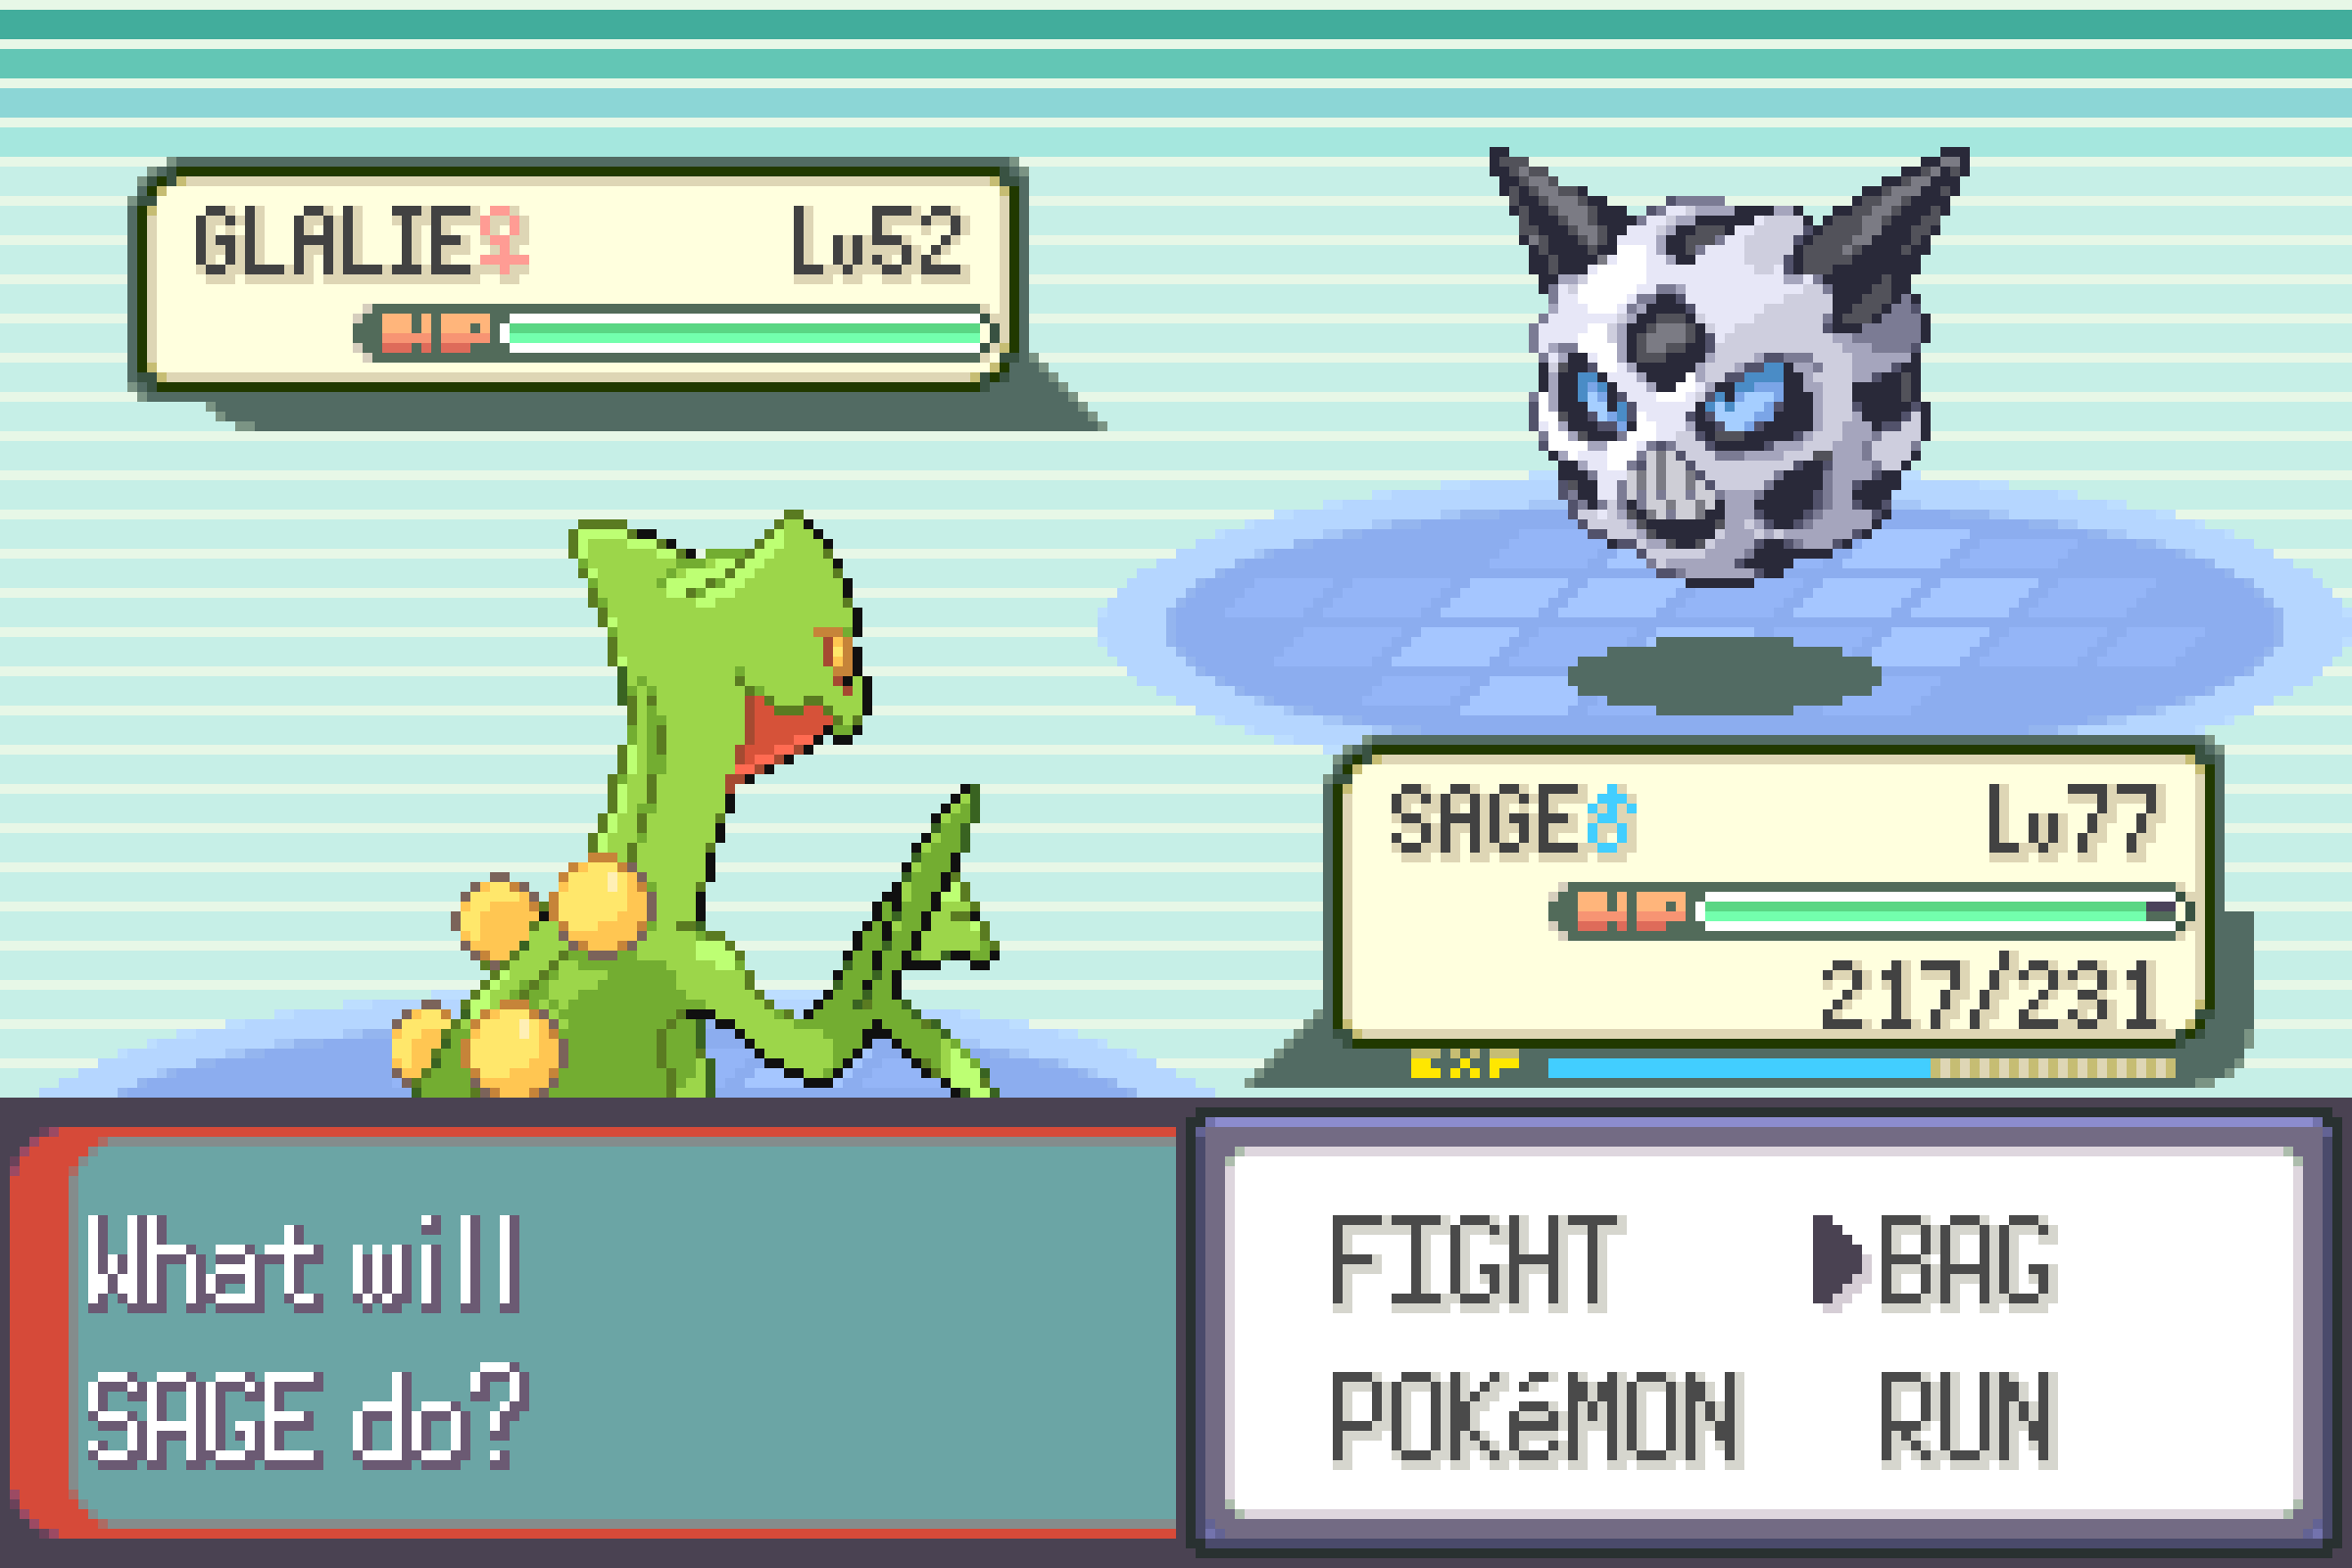 GLALIE♀ Lv52
HP
SAGE♂ Lv77
HP
217/231
EXP
What will
SAGE do?
FIGHT ▶BAG
POKéMON RUN